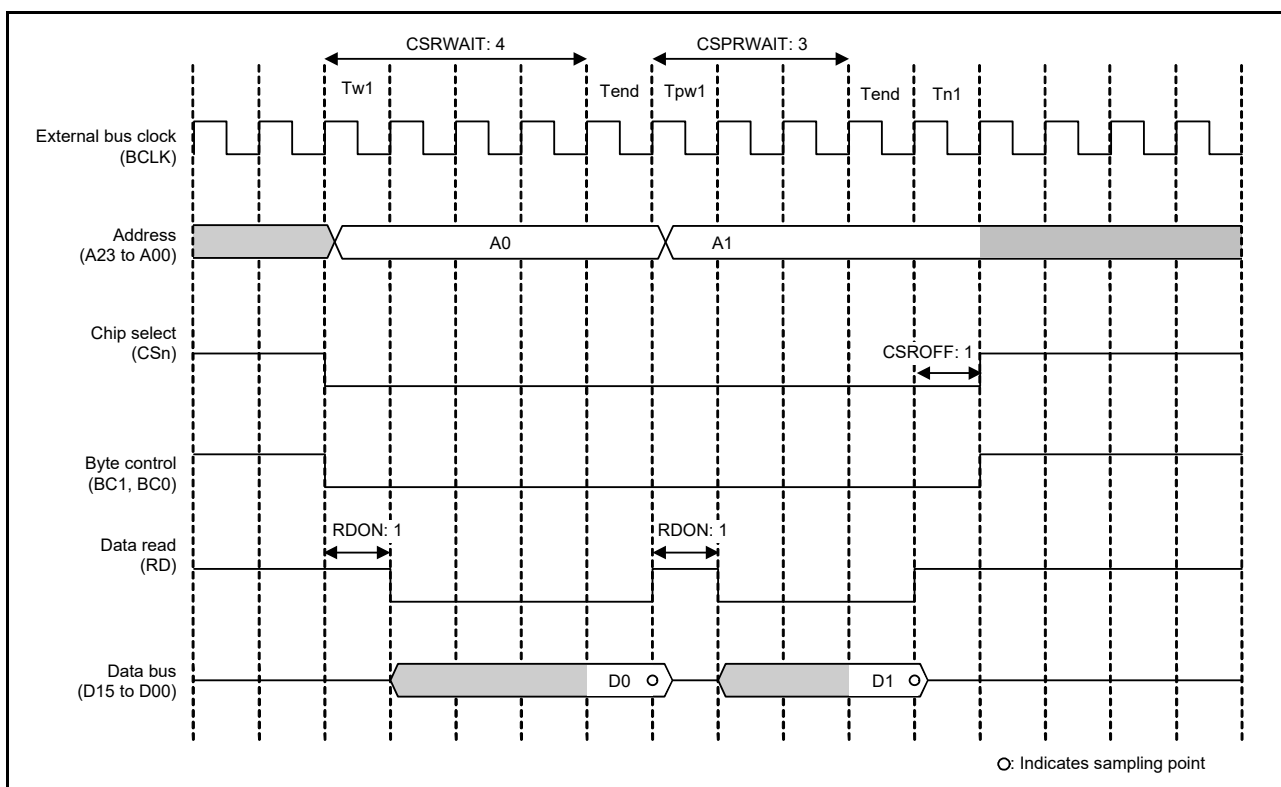 CSRWAIT: 4
CSPRWAIT: 3
Tw1
Tend
Tpw1
Tend
Tn1
External bus clock
(BCLK)
Address
(A23 to A00)
A0
A1
Chip select
(CSn)
CSROFF: 1
Byte control
(BC1, BC0)
RDON: 1
RDON: 1
Data read
(RD)
Data bus
(D15 to D00)
D0
D1
: Indicates sampling point